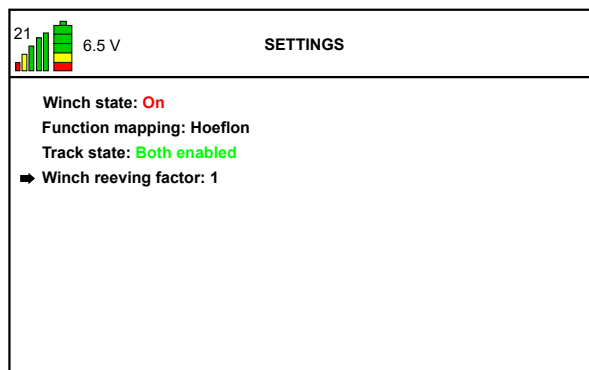 21
6.5 V
SETTINGS
Winch state: On
Function mapping: Hoeflon
Track state: Both enabled
Winch reeving factor: 1